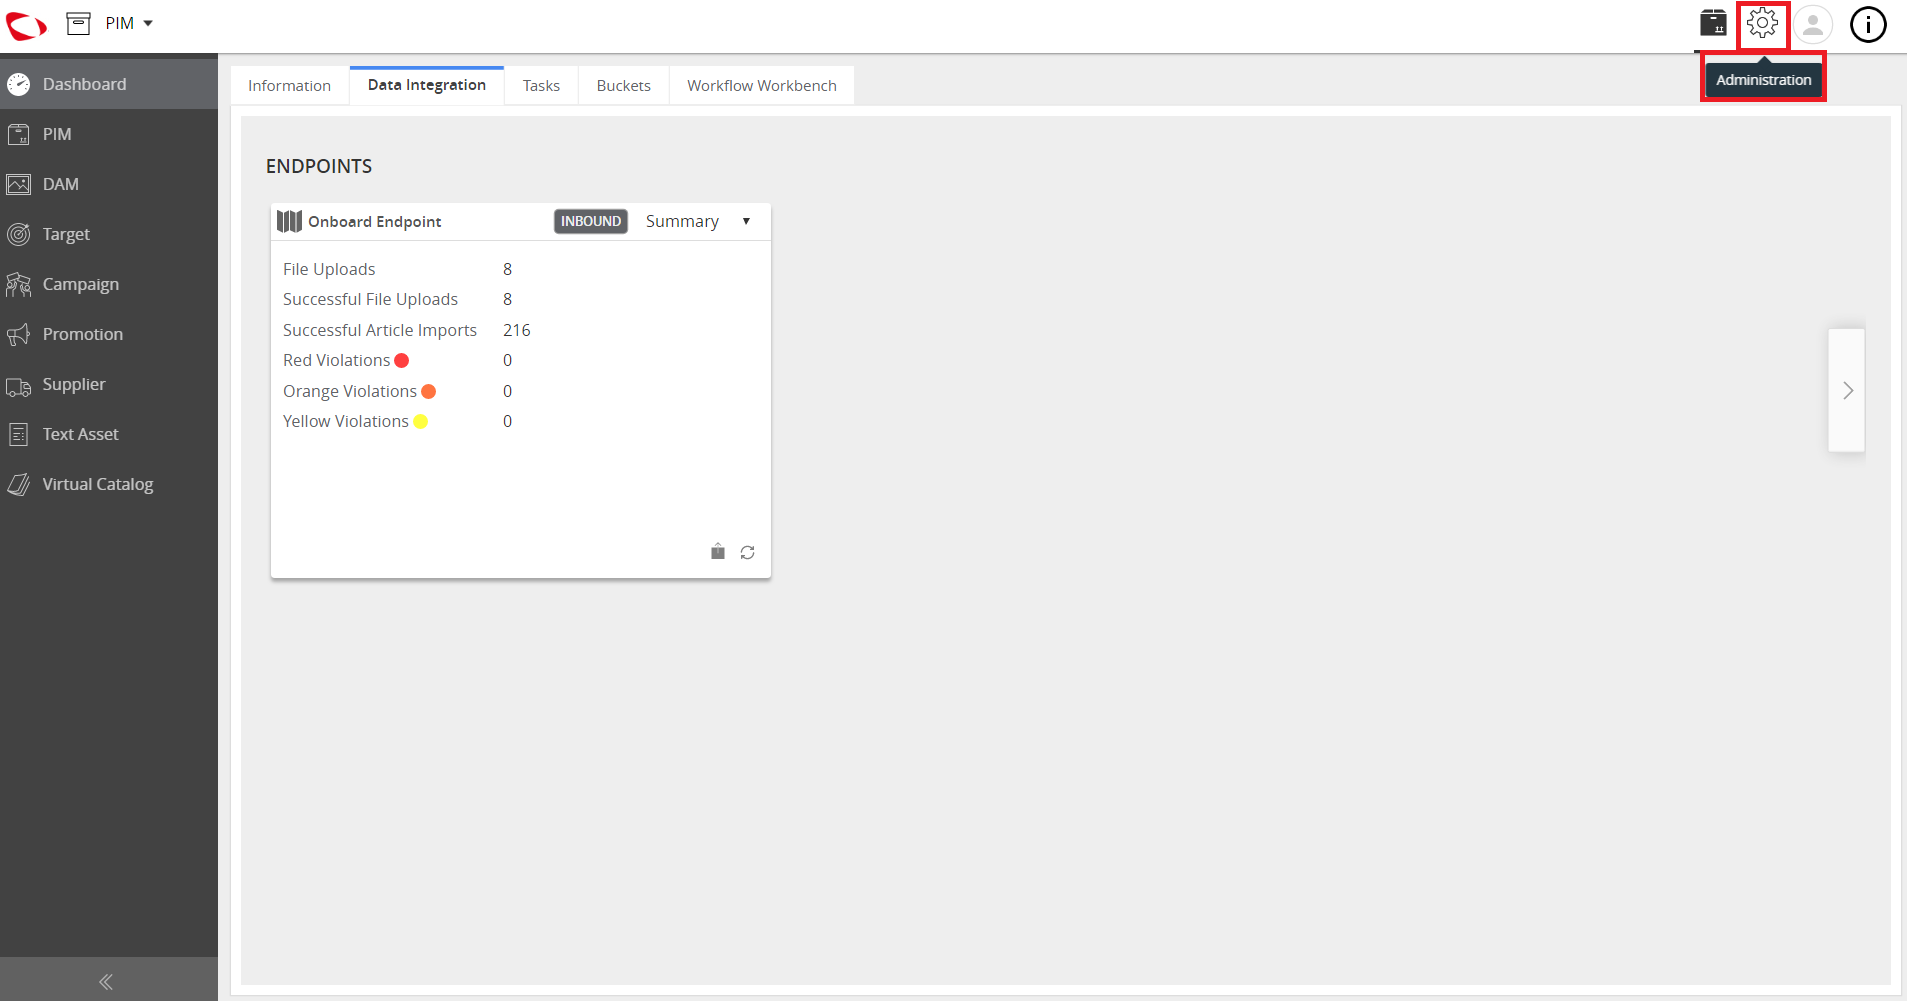 PIM
Administration
Dashboard
PIM
DAM
Target
Campaign
Promotion
Supplier
Text Asset
Virtual Catalog
Information
Data Integration
Tasks
Buckets
Workflow Workbench
ENDPOINTS
Onboard Endpoint INBOUND Summary
File Uploads 8
Successful File Uploads 8
Successful Article Imports 216
Red Violations 0
Orange Violations 0
Yellow Violations 0